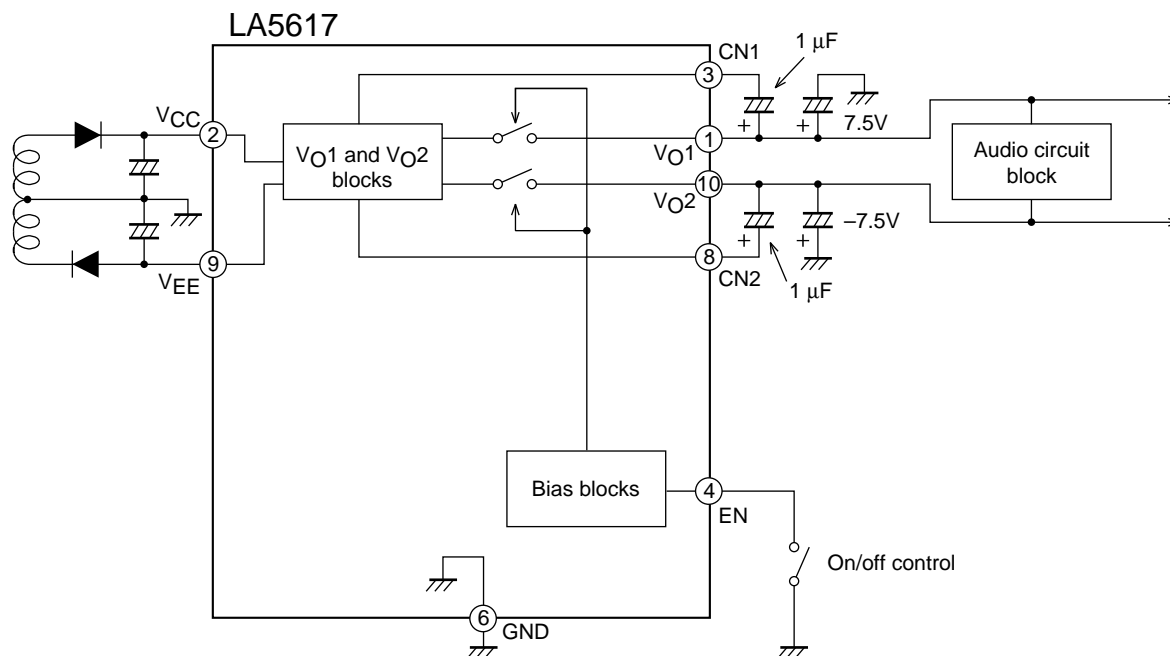 LA5617
CN1
1 µF
3
VCC
2
VO1 and VO2
blocks
+
+
7.5V
1
VO1
Audio circuit
block
10
VO2
–7.5V
+
+
9
VEE
8
CN2
1 µF
Bias blocks
4
EN
On/off control
6
GND